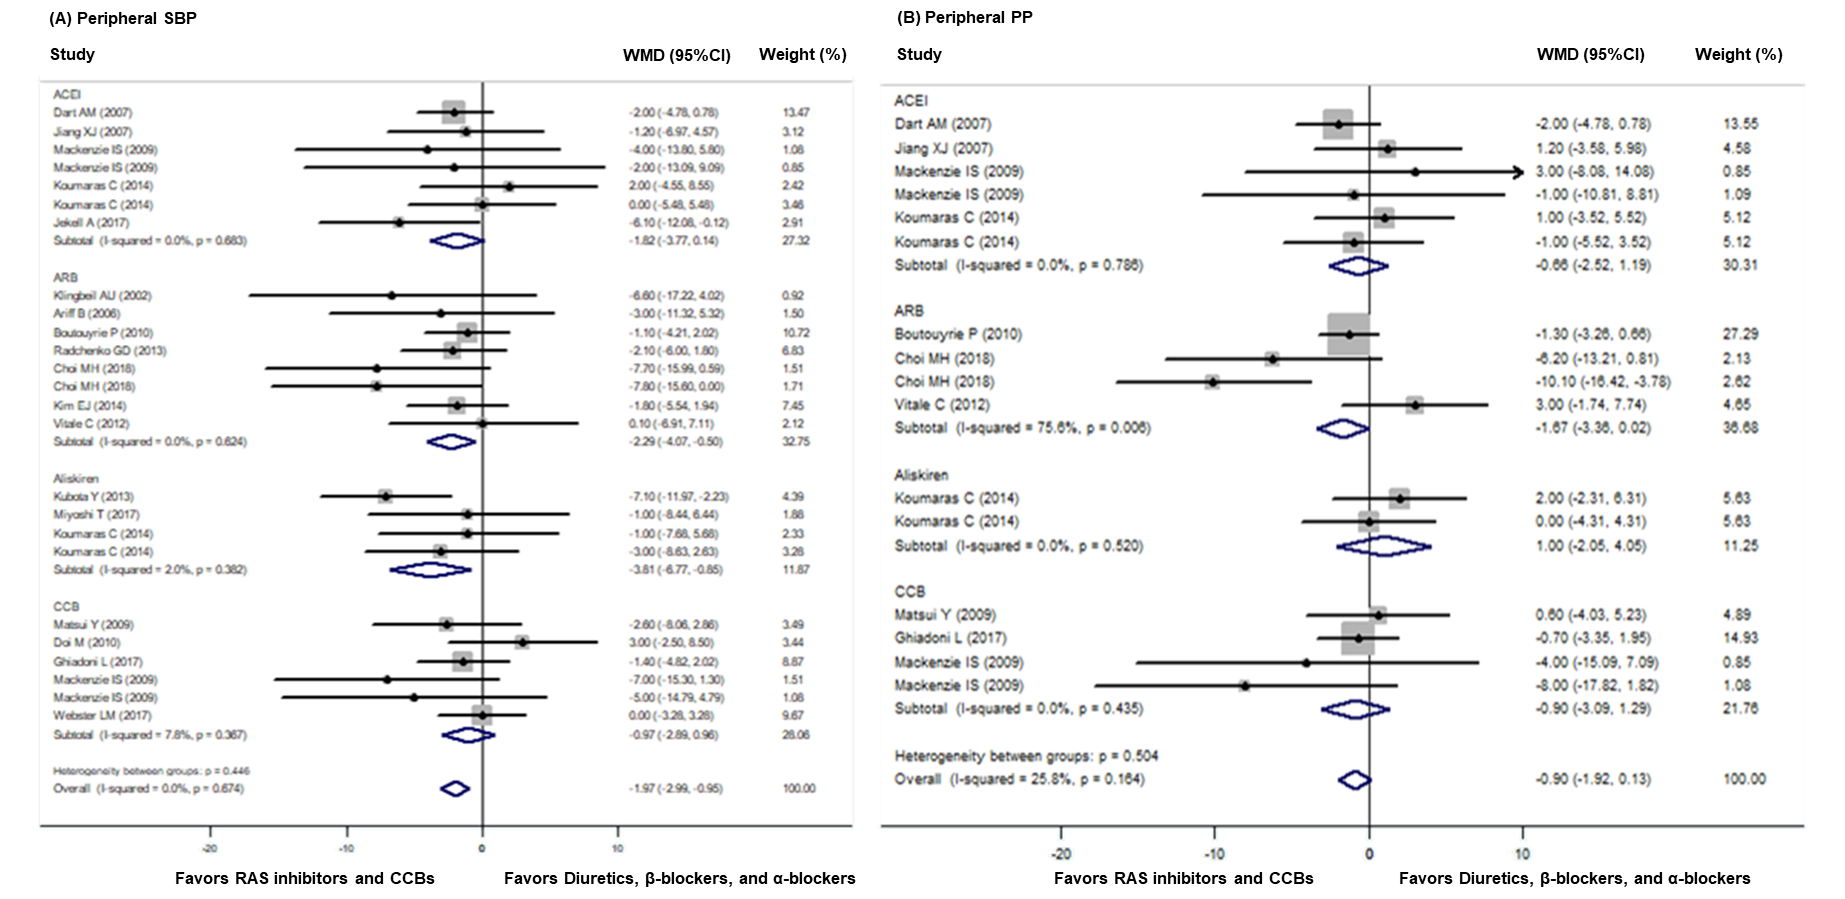 (A) Peripheral SBP
Study WMD (95%CI) Weight (%)
ACEI
Dart AM (2007) -2.00 (-4.78, 0.78) 13.47
Jiang XJ (2007) -1.20 (-6.97, 4.57) 3.12
Mackenzie IS (2009) -4.00 (-13.80, 5.80) 1.08
Mackenzie IS (2009) -2.00 (-13.09, 9.09) 0.85
Koumaras C (2014) 2.00 (-4.55, 8.55) 2.42
Koumaras C (2014) 0.00 (-5.48, 5.48) 3.46
Jekell A (2017) -6.10 (-12.08, -0.12) 2.91
Subtotal (I-squared = 0.0%, p = 0.683) -1.82 (-3.77, 0.14) 27.32
ARB
Klingbeil AU (2002) -6.60 (-17.22, 4.02) 0.92
Ariff B (2006) -3.00 (-11.32, 5.32) 1.50
Boutouyrie P (2010) -1.10 (-4.21, 2.02) 10.72
Radchenko GD (2013) -2.10 (-6.00, 1.80) 6.83
Choi MH (2018) -7.70 (-15.99, 0.59) 1.51
Choi MH (2018) -7.80 (-15.60, 0.00) 1.71
Kim EJ (2014) -1.80 (-5.54, 1.94) 7.45
Vitale C (2012) 0.10 (-6.91, 7.11) 2.12
Subtotal (I-squared = 0.0%, p = 0.624) -2.29 (-4.07, -0.50) 32.75
Aliskiren
Kubota Y (2013) -7.10 (-11.97, -2.23) 4.39
Miyoshi T (2017) -1.00 (-8.44, 6.44) 1.88
Koumaras C (2014) -1.00 (-7.68, 5.68) 2.33
Koumaras C (2014) -3.00 (-8.63, 2.63) 3.28
Subtotal (I-squared = 2.0%, p = 0.382) -3.81 (-6.77, -0.85) 11.87
CCB
Matsui Y (2009) -2.60 (-8.06, 2.86) 3.49
Doi M (2010) 3.00 (-2.50, 8.50) 3.44
Ghiadoni L (2017) -1.40 (-4.82, 2.02) 8.87
Mackenzie IS (2009) -7.00 (-15.30, 1.30) 1.51
Mackenzie IS (2009) -5.00 (-14.79, 4.79) 1.08
Webster LM (2017) 0.00 (-3.28, 3.28) 9.67
Subtotal (I-squared = 7.8%, p = 0.367) -0.97 (-2.89, 0.96) 28.06
Heterogeneity between groups: p = 0.446
Overall (I-squared = 0.0%, p = 0.674) -1.97 (-2.99, -0.95) 100.00
-20 -10 0 10
Favors RAS inhibitors and CCBs Favors Diuretics, β-blockers, and α-blockers
(B) Peripheral PP
Study WMD (95%CI) Weight (%)
ACEI
Dart AM (2007) -2.00 (-4.78, 0.78) 13.55
Jiang XJ (2007) 1.20 (-3.58, 5.98) 4.58
Mackenzie IS (2009) 3.00 (-8.08, 14.08) 0.85
Mackenzie IS (2009) -1.00 (-10.81, 8.81) 1.09
Koumaras C (2014) 1.00 (-3.52, 5.52) 5.12
Koumaras C (2014) -1.00 (-5.52, 3.52) 5.12
Subtotal (I-squared = 0.0%, p = 0.786) -0.66 (-2.52, 1.19) 30.31
ARB
Boutouyrie P (2010) -1.30 (-3.26, 0.66) 27.29
Choi MH (2018) -6.20 (-13.21, 0.81) 2.13
Choi MH (2018) -10.10 (-16.42, -3.78) 2.62
Vitale C (2012) 3.00 (-1.74, 7.74) 4.65
Subtotal (I-squared = 75.6%, p = 0.006) -1.67 (-3.36, 0.02) 36.68
Aliskiren
Koumaras C (2014) 2.00 (-2.31, 6.31) 5.63
Koumaras C (2014) 0.00 (-4.31, 4.31) 5.63
Subtotal (I-squared = 0.0%, p = 0.520) 1.00 (-2.05, 4.05) 11.25
CCB
Matsui Y (2009) 0.60 (-4.03, 5.23) 4.89
Ghiadoni L (2017) -0.70 (-3.35, 1.95) 14.93
Mackenzie IS (2009) -4.00 (-15.09, 7.09) 0.85
Mackenzie IS (2009) -8.00 (-17.82, 1.82) 1.08
Subtotal (I-squared = 0.0%, p = 0.435) -0.90 (-3.09, 1.29) 21.76
Heterogeneity between groups: p = 0.504
Overall (I-squared = 25.8%, p = 0.164) -0.90 (-1.92, 0.13) 100.00
-20 -10 0 10
Favors RAS inhibitors and CCBs Favors Diuretics, β-blockers, and α-blockers